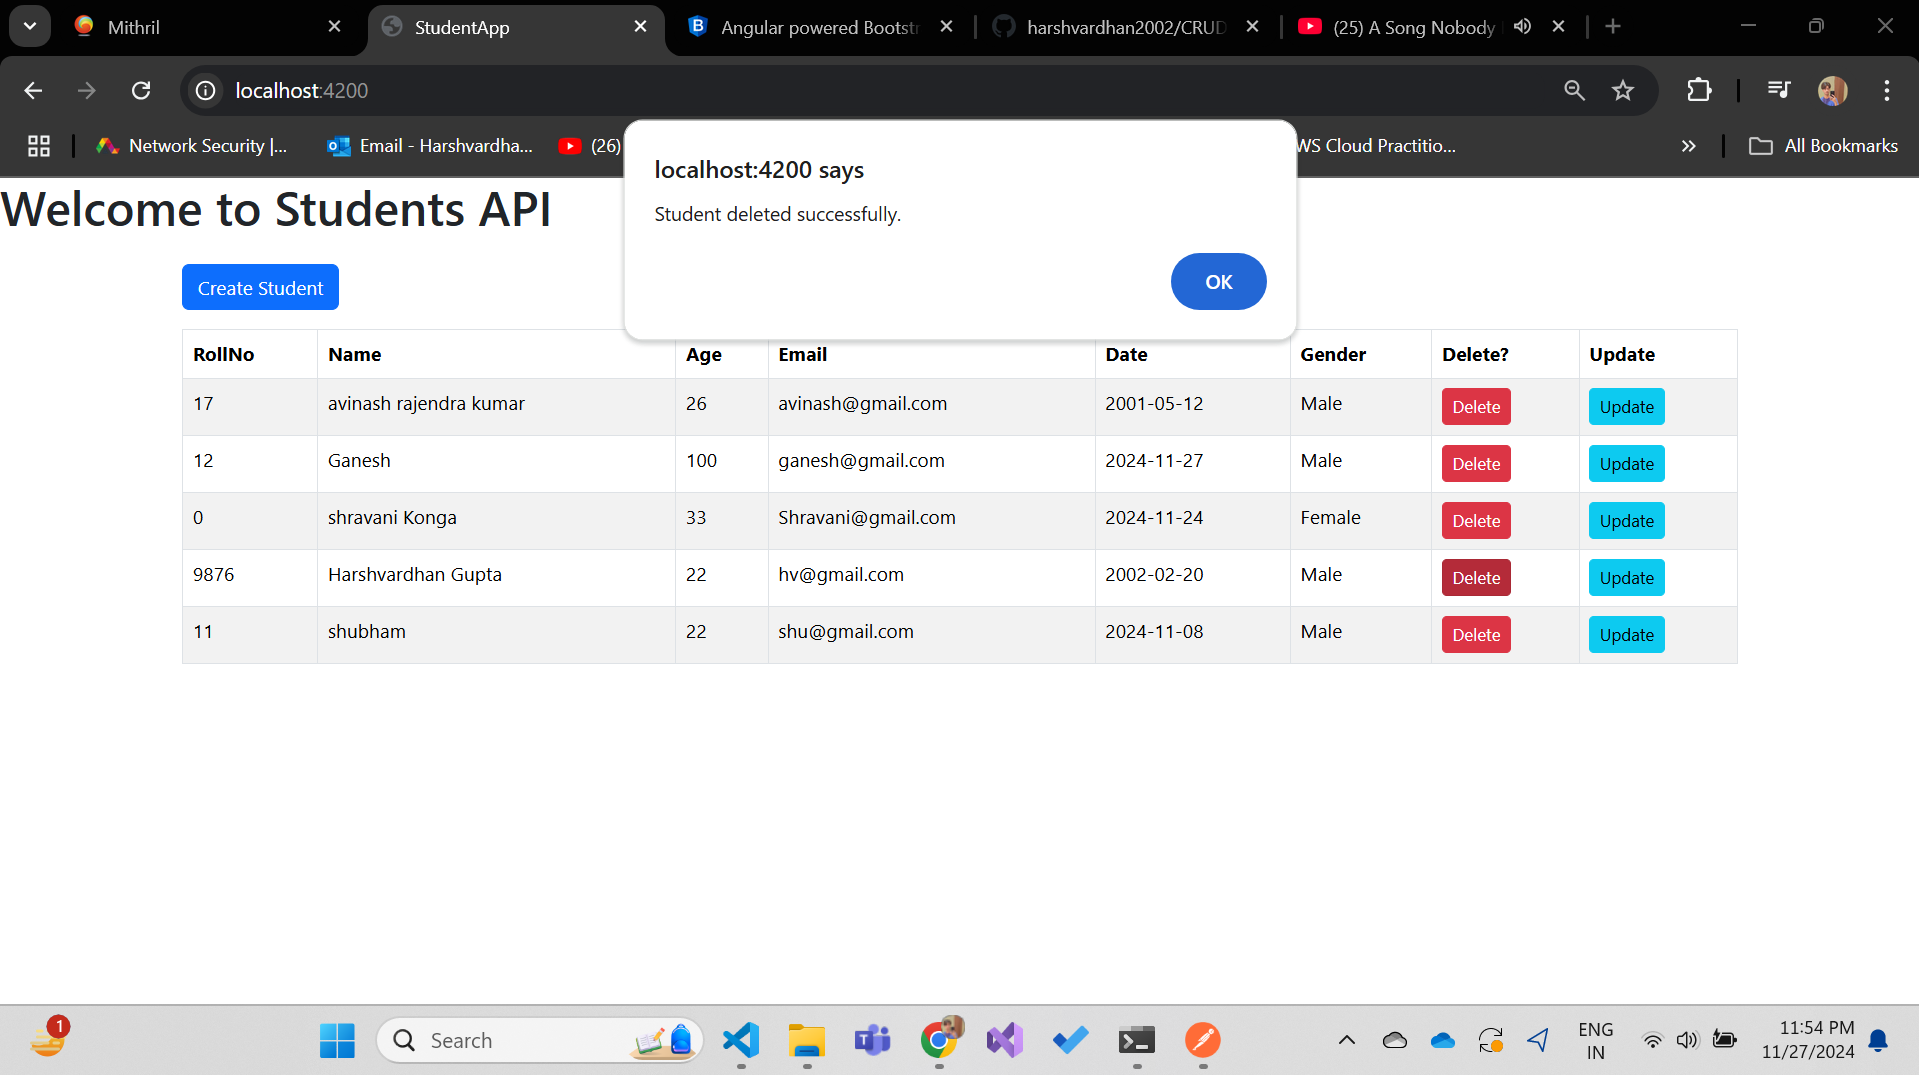 Mithril
StudentApp
Angular powered Bootstr
harshvardhan2002/CRUD
(25) A Song Nobody
localhost:4200
Network Security |...
Email - Harshvardha...
(26)
WS Cloud Practitio...
All Bookmarks
localhost:4200 says
Student deleted successfully.
OK
Welcome to Students API
Create Student
RollNo Name Age Email Date Gender Delete? Update
17 avinash rajendra kumar 26 avinash@gmail.com 2001-05-12 Male Delete Update
12 Ganesh 100 ganesh@gmail.com 2024-11-27 Male Delete Update
0 shravani Konga 33 Shravani@gmail.com 2024-11-24 Female Delete Update
9876 Harshvardhan Gupta 22 hv@gmail.com 2002-02-20 Male Delete Update
11 shubham 22 shu@gmail.com 2024-11-08 Male Delete Update
1
Search
ENG
IN
11:54 PM
11/27/2024